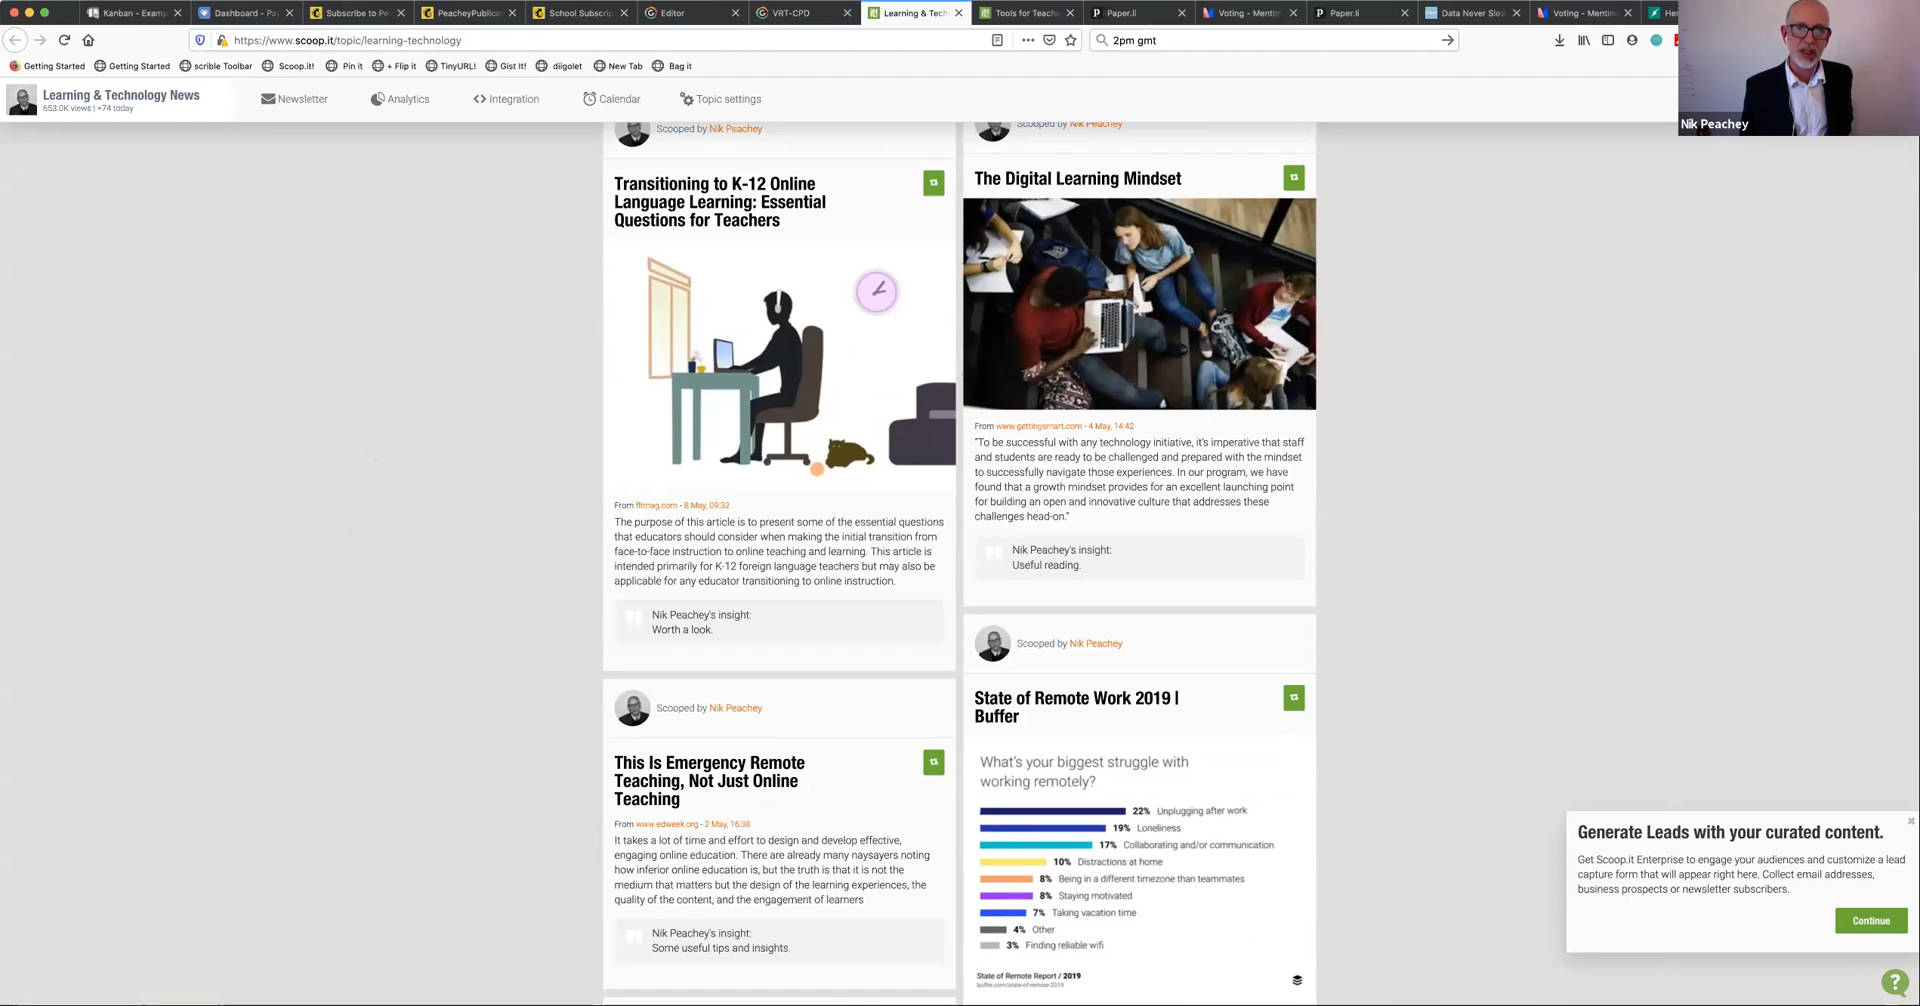 Kanban - Examp
Dashboard - Pay
Subscribe to Pe
PeacheyPublica
School Subscrip
Editor
VRT-CPD
Learning & Tech
Tools for Teache
Paper.li
Voting - Mentim
Paper.li
Data Never Slee
Voting - Mentim
Her
https://www.scoop.it/topic/learning-technology
2pm gmt
Getting Started
Getting Started
scrible Toolbar
Scoop.it!
Pin it
+ Flip it
TinyURL!
Gist It!
diigolet
New Tab
Bag it
Learning & Technology News
653.0K views | +74 today
Newsletter
Analytics
Integration
Calendar
Topic settings
Nik Peachey
Scooped by Nik Peachey
Transitioning to K-12 Online
Language Learning: Essential
Questions for Teachers
From fltmag.com - 8 May, 09:32
The purpose of this article is to present some of the essential questions
that educators should consider when making the initial transition from
face-to-face instruction to online teaching and learning. This article is
intended primarily for K-12 foreign language teachers but may also be
applicable for any educator transitioning to online instruction.
Nik Peachey's insight:
Worth a look.
Scooped by Nik Peachey
This Is Emergency Remote
Teaching, Not Just Online
Teaching
From www.edweek.org - 2 May, 16:38
It takes a lot of time and effort to design and develop effective,
engaging online education. There are already many naysayers noting
how inferior online education is, but the truth is that it is not the
medium that matters but the design of the learning experiences, the
quality of the content, and the engagement of learners
Nik Peachey's insight:
Some useful tips and insights.
Scooped by Nik Peachey
The Digital Learning Mindset
From www.gettingsmart.com - 4 May, 14:42
"To be successful with any technology initiative, it's imperative that staff
and students are ready to be challenged and prepared with the mindset
to successfully navigate those experiences. In our program, we have
found that a growth mindset provides for an excellent launching point
for building an open and innovative culture that addresses these
challenges head-on."
Nik Peachey's insight:
Useful reading.
Scooped by Nik Peachey
State of Remote Work 2019 |
Buffer
What's your biggest struggle with
working remotely?
22% Unplugging after work
19% Loneliness
17% Collaborating and/or communication
10% Distractions at home
8% Being in a different timezone than teammates
8% Staying motivated
7% Taking vacation time
4% Other
3% Finding reliable wifi
State of Remote Report / 2019
buffer.com/state-of-remote-2019
Generate Leads with your curated content.
Get Scoop.it Enterprise to engage your audiences and customize a lead
capture form that will appear right here. Collect email addresses,
business prospects or newsletter subscribers.
Continue